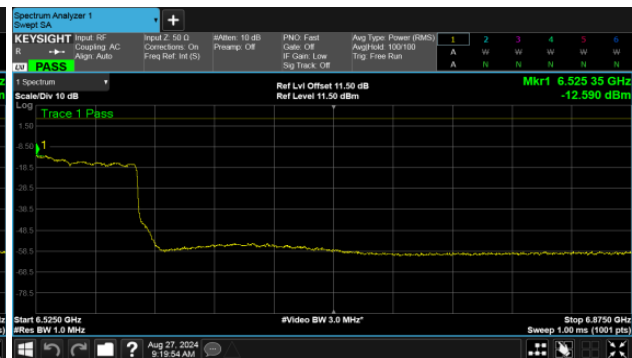 Spectrum Analyzer 1
Swept SA
+
KEYSIGHT Input: RF Input Z: 50 Ω #Atten: 10 dB PNO: Fast Avg Type: Power (RMS) 1 2 3 4 5 6
R Coupling: AC Corrections: On Preamp: Off Gate: Off Avg|Hold: 100/100 A W W W W W
Align: Auto Freq Ref: Int (S) IF Gain: Low Trig: Free Run
LXI PASS Sig Track: Off A N N N N N
1 Spectrum Ref Lvl Offset 11.50 dB Mkr1 6.525 35 GHz
Scale/Div 10 dB Ref Level 11.50 dBm -12.590 dBm
Log
Trace 1 Pass
1.50
-8.50
1
-18.5
-28.5
-38.5
-48.5
-58.5
-68.5
-78.5
Start 6.5250 GHz #Video BW 3.0 MHz* Stop 6.8750 GHz
#Res BW 1.0 MHz Sweep 1.00 ms (1001 pts)
? Aug 27, 2024
9:19:54 AM